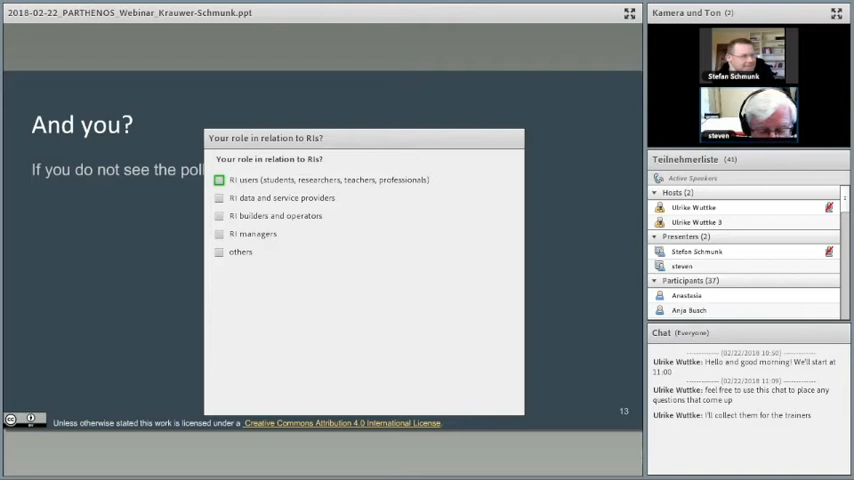 2018-02-22_PARTHENOS_Webinar_Krauwer-Schmunk.ppt
And you?
If you do not see the poll
Your role in relation to RIs?
Your role in relation to RIs?
RI users (students, researchers, teachers, professionals)
RI data and service providers
RI builders and operators
RI managers
others
13
Unless otherwise stated this work is licensed under a Creative Commons Attribution 4.0 International License.
Kamera und Ton (2)
Stefan Schmunk
steven
Teilnehmerliste (41)
Active Speakers
Hosts (2)
Ulrike Wuttke
Ulrike Wuttke 3
Presenters (2)
Stefan Schmunk
steven
Participants (37)
Anastasia
Anja Busch
Chat (Everyone)
------------ (02/22/2018 10:50) ------------
Ulrike Wuttke: Hello and good morning! We'll start at
11:00
------------ (02/22/2018 11:09) ------------
Ulrike Wuttke: feel free to use this chat to place any
questions that come up
Ulrike Wuttke: I'll collect them for the trainers